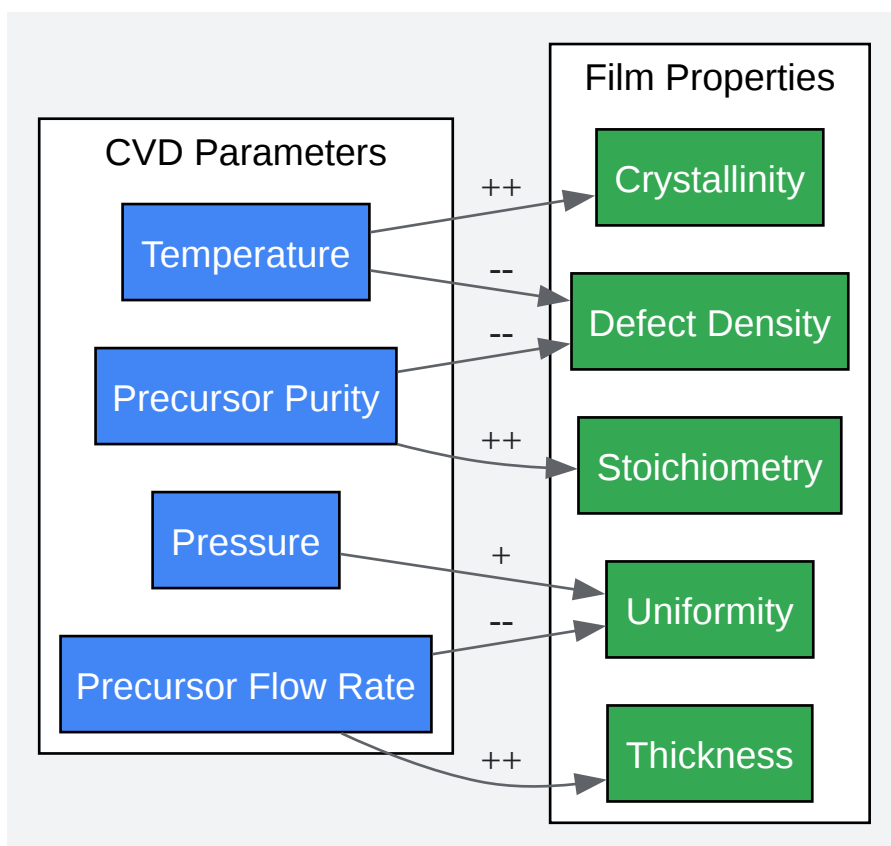 Film Properties
CVD Parameters
Crystallinity
++
Temperature
--
Defect Density
--
Precursor Purity
++
Stoichiometry
Pressure
+
Uniformity
--
Precursor Flow Rate
++
Thickness